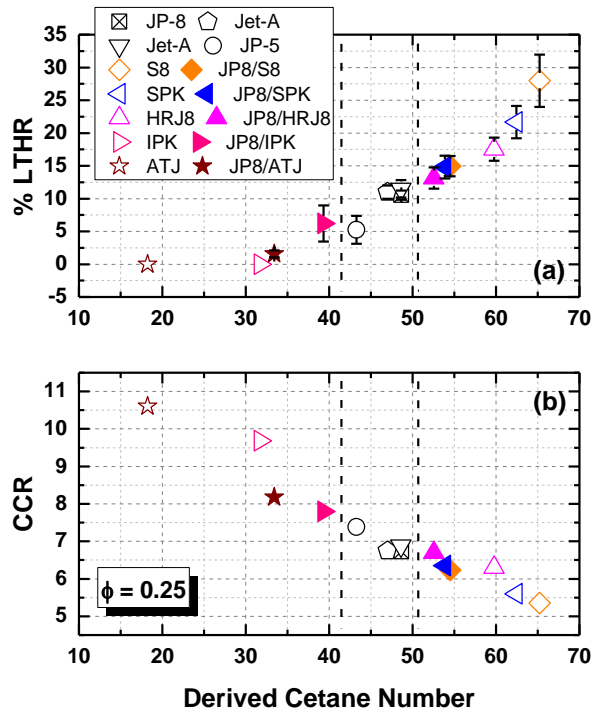 (a)
JP-8 Jet-A
Jet-A JP-5
S8 JP8/S8
SPK JP8/SPK
HRJ8 JP8/HRJ8
IPK JP8/IPK
ATJ JP8/ATJ
% LTHR
35
30
25
20
15
10
5
0
-5
10 20 30 40 50 60 70
(b)
CCR
11
10
9
8
7
6
5
ϕ = 0.25
10 20 30 40 50 60 70
Derived Cetane Number